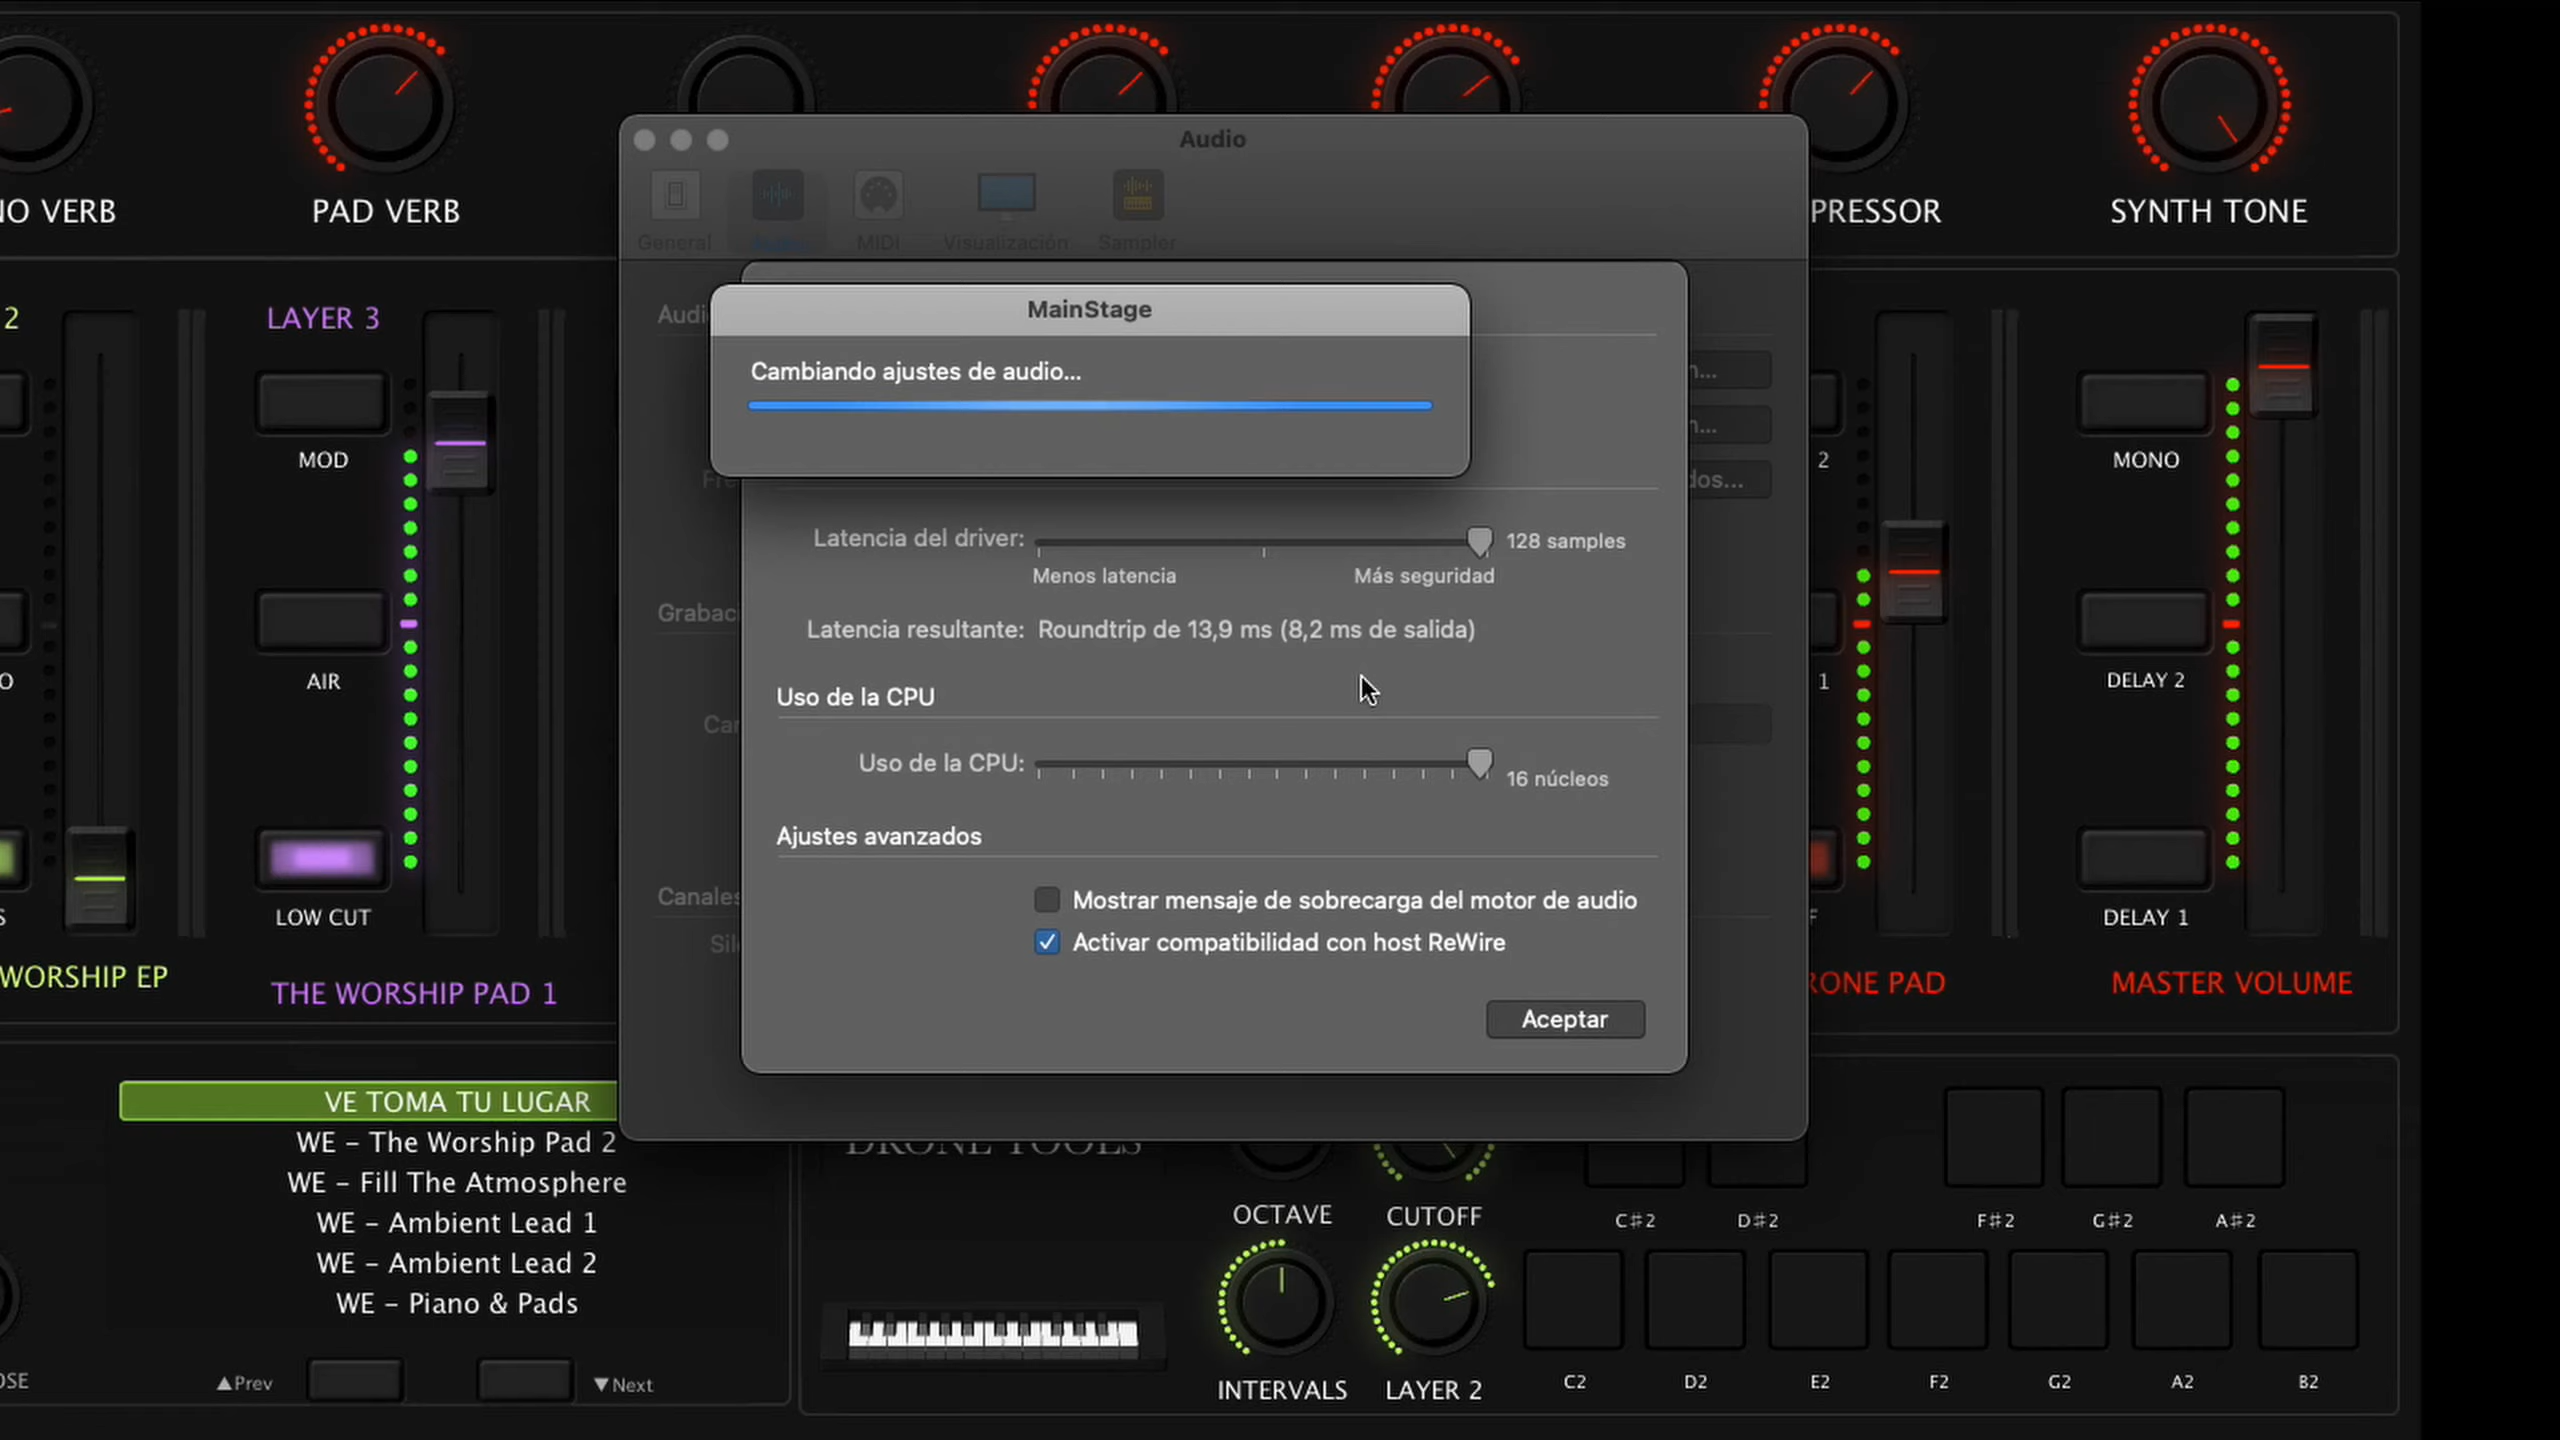 PAD VERB
SYNTH TONE
Audio
General
MIDI
Visualización
Sampler
MainStage
Cambiando ajustes de audio...
Latencia del driver:
128 samples
Menos latencia
Más seguridad
Latencia resultante:
Roundtrip de 13,9 ms (8,2 ms de salida)
Uso de la CPU
Uso de la CPU:
16 núcleos
Ajustes avanzados
Mostrar mensaje de sobrecarga del motor de audio
Activar compatibilidad con host ReWire
Aceptar
2
LAYER 3
MOD
AIR
LOW CUT
WORSHIP EP
THE WORSHIP PAD 1
2
1
MONO
DELAY 2
DELAY 1
MASTER VOLUME
VE TOMA TU LUGAR
WE – The Worship Pad 2
WE – Fill The Atmosphere
WE – Ambient Lead 1
WE – Ambient Lead 2
WE – Piano & Pads
▲Prev
▼Next
DRONE TOOLS
OCTAVE
CUTOFF
INTERVALS
LAYER 2
C#2
D#2
F#2
G#2
A#2
C2
D2
E2
F2
G2
A2
B2